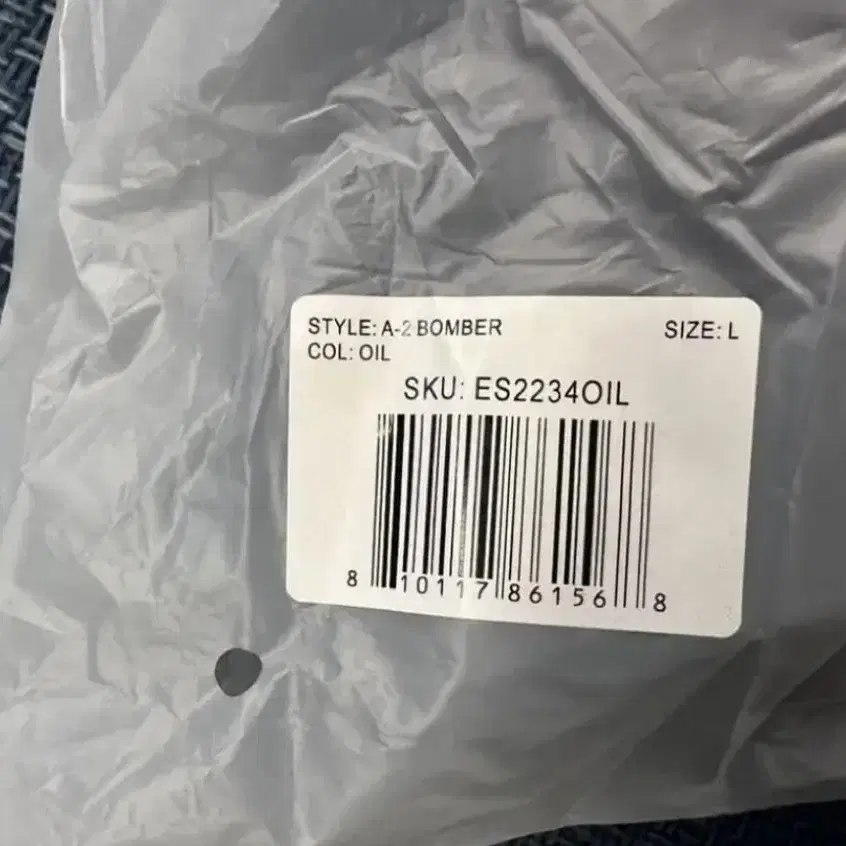 STYLE: A-2 BOMBER SIZE: L
COL: OIL
SKU: ES2234OIL
8 10117 86156 8